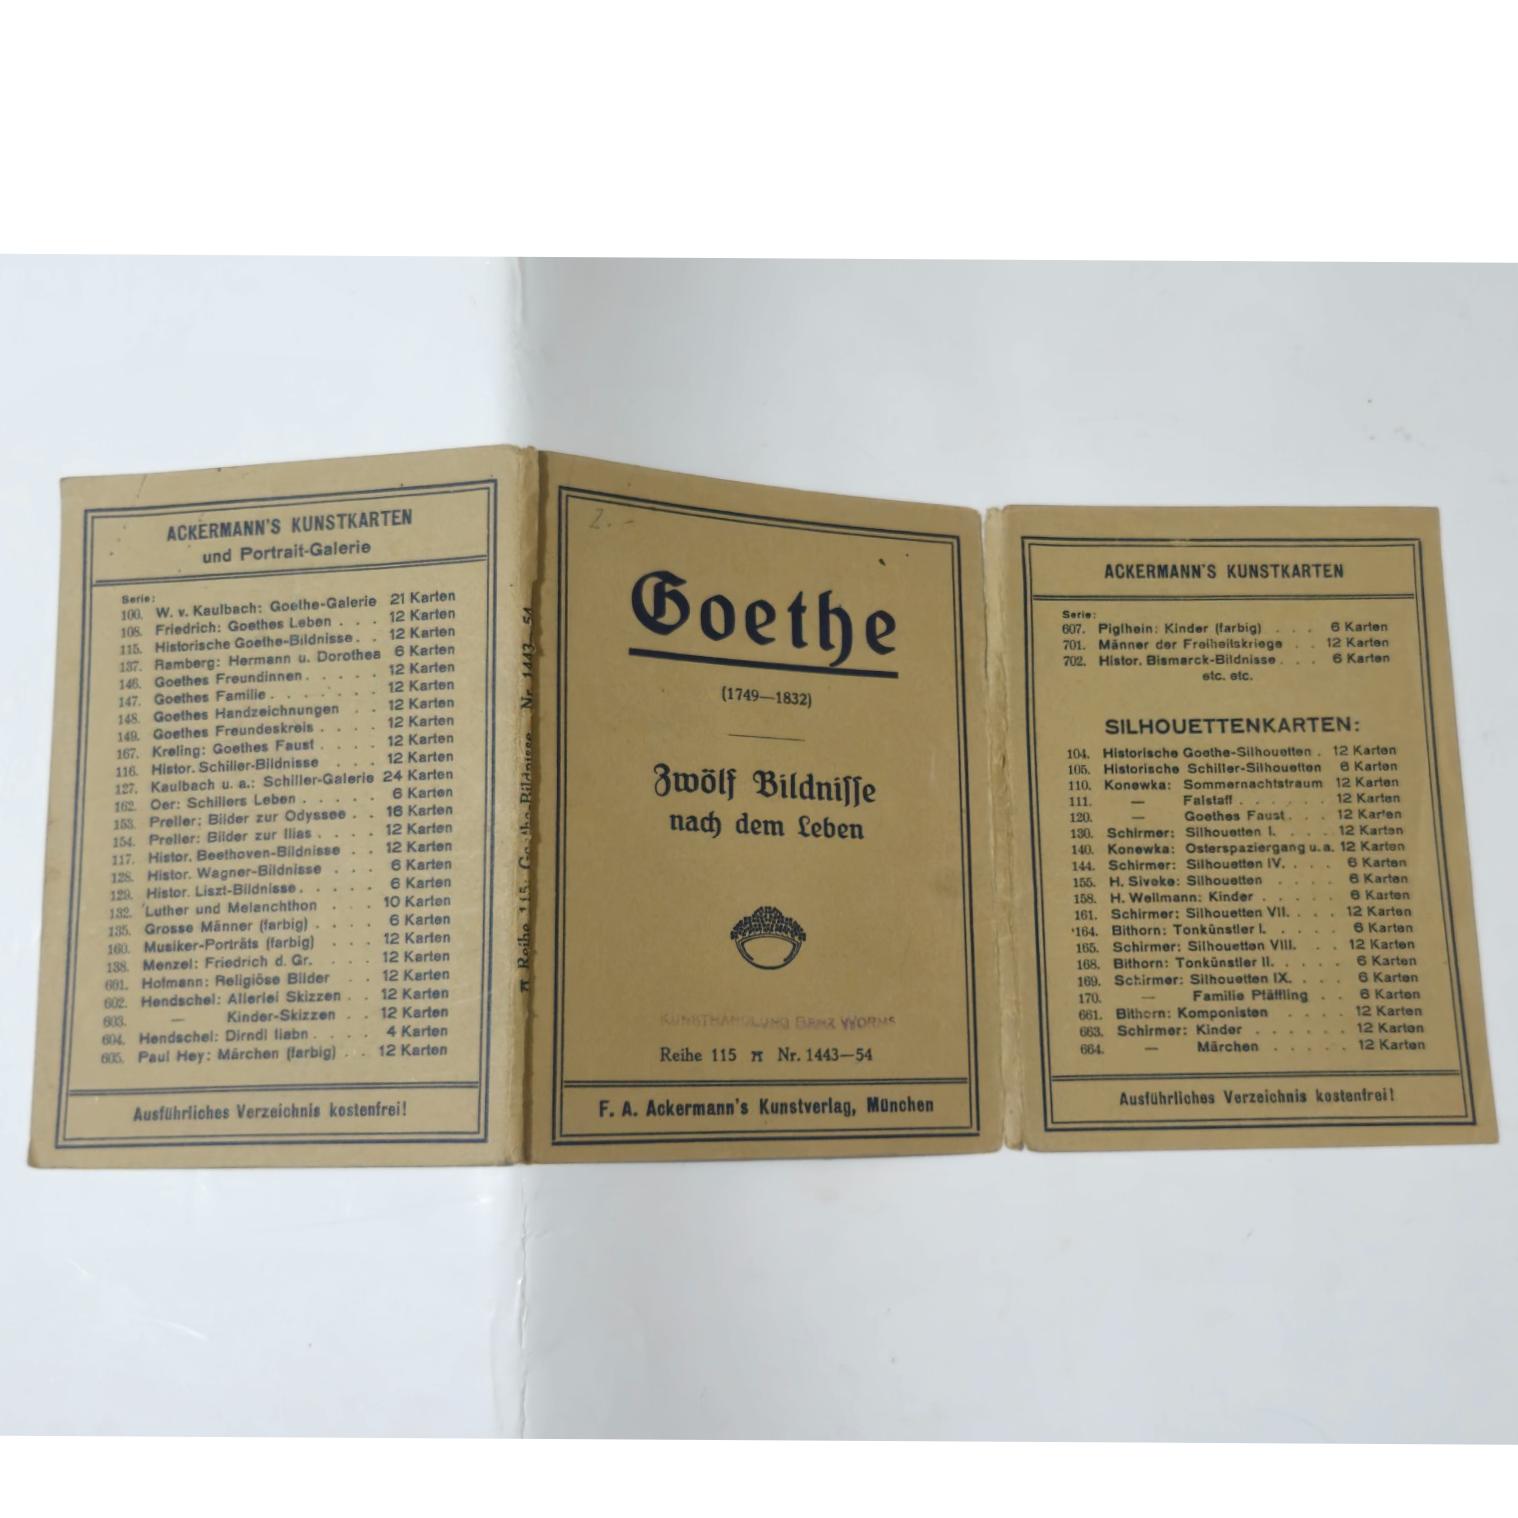 ACKERMANN'S KUNSTKARTEN
und Portrait-Galerie
Serie:
100. W. v. Kaulbach: Goethe-Galerie 21 Karten
108. Friedrich: Goethes Leben . . . 12 Karten
115. Historische Goethe-Bildnisse . . 12 Karten
137. Ramberg: Hermann u. Dorothea 6 Karten
146. Goethes Freundinnen . . . . . 12 Karten
147. Goethes Familie . . . . . . . 12 Karten
148. Goethes Handzeichnungen . . 12 Karten
149. Goethes Freundeskreis . . . . 12 Karten
167. Kreling: Goethes Faust . . . . 12 Karten
116. Histor. Schiller-Bildnisse . . . 12 Karten
127. Kaulbach u. a.: Schiller-Galerie 24 Karten
162. Oer: Schillers Leben . . . . . 6 Karten
153. Preller: Bilder zur Odyssee . . 16 Karten
154. Preller: Bilder zur Ilias . . . . 12 Karten
117. Histor. Beethoven-Bildnisse . . 12 Karten
128. Histor. Wagner-Bildnisse . . . 6 Karten
129. Histor. Liszt-Bildnisse . . . . . 6 Karten
132. Luther und Melanchthon . . . 10 Karten
135. Grosse Männer (farbig) . . . . 6 Karten
160. Musiker-Porträts (farbig) . . . 12 Karten
138. Menzel: Friedrich d. Gr. . . . 12 Karten
601. Hofmann: Religiöse Bilder . . 12 Karten
602. Hendschel: Allerlei Skizzen . . 12 Karten
603. — Kinder-Skizzen . . 12 Karten
604. Hendschel: Dirndl liabn . . . . 4 Karten
605. Paul Hey: Märchen (farbig) . . 12 Karten
Ausführliches Verzeichnis kostenfrei!
Reihe 115: Goethe-Bildnisse Nr. 1443—54
2.-
Goethe
(1749—1832)
Zwölf Bildnisse
nach dem Leben
KUNSTHANDLUNG WORMS
Reihe 115 Nr. 1443—54
F. A. Ackermann's Kunstverlag, München
ACKERMANN'S KUNSTKARTEN
Serie:
607. Piglhein: Kinder (farbig) . . . 6 Karten
701. Männer der Freiheitskriege . . 12 Karten
702. Histor. Bismarck-Bildnisse . . . 6 Karten
etc. etc.
SILHOUETTENKARTEN:
104. Historische Goethe-Silhouetten . 12 Karten
105. Historische Schiller-Silhouetten 6 Karten
110. Konewka: Sommernachtstraum 12 Karten
111. — Falstaff . . . . . . 12 Karten
120. — Goethes Faust . . . 12 Karten
130. Schirmer: Silhouetten I. . . . . 12 Karten
140. Konewka: Osterspaziergang u.a. 12 Karten
144. Schirmer: Silhouetten IV. . . . 6 Karten
155. H. Siveke: Silhouetten . . . . 6 Karten
158. H. Wellmann: Kinder . . . . . 6 Karten
161. Schirmer: Silhouetten VII. . . . 12 Karten
164. Bithorn: Tonkünstler I. . . . . 6 Karten
165. Schirmer: Silhouetten VIII. . . 12 Karten
168. Bithorn: Tonkünstler II. . . . . 6 Karten
169. Schirmer: Silhouetten IX. . . . 6 Karten
170. — Familie Pfäffling . . 6 Karten
661. Bithorn: Komponisten . . . . 12 Karten
663. Schirmer: Kinder . . . . . . 12 Karten
664. — Märchen . . . . . 12 Karten
Ausführliches Verzeichnis kostenfrei!